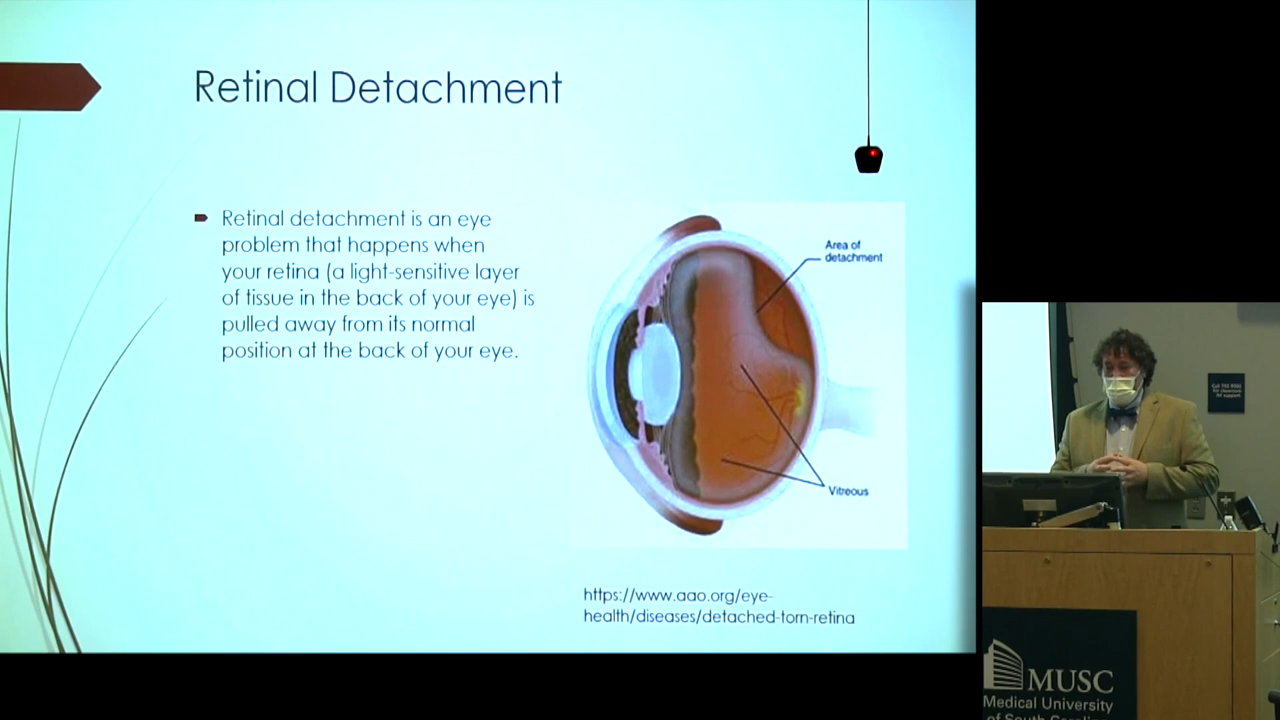 Retinal Detachment
Retinal detachment is an eye
problem that happens when
your retina (a light-sensitive layer
of tissue in the back of your eye) is
pulled away from its normal
position at the back of your eye.
Area of
detachment
Vitreous
https://www.aao.org/eye-
health/diseases/detached-torn-retina
MUSC
Medical University
of South